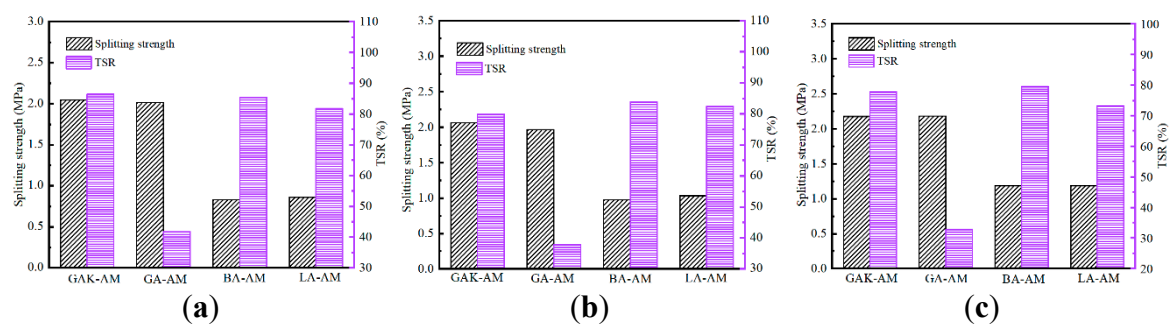 3.0
2.5
2.0
1.5
1.0
0.5
0.0
Splitting strength (MPa)
Splitting strength
TSR
110
100
90
80
70
60
50
40
30
TSR (%)
GAK-AM GA-AM BA-AM LA-AM
(a)
3.5
3.0
2.5
2.0
1.5
1.0
0.5
0.0
Splitting strength (MPa)
Splitting strength
TSR
110
100
90
80
70
60
50
40
30
TSR (%)
GAK-AM GA-AM BA-AM LA-AM
(b)
3.5
3.0
2.5
2.0
1.5
1.0
0.5
0.0
Splitting strength (MPa)
Splitting strength
TSR
100
90
80
70
60
50
40
30
20
TSR (%)
GAK-AM GA-AM BA-AM LA-AM
(c)